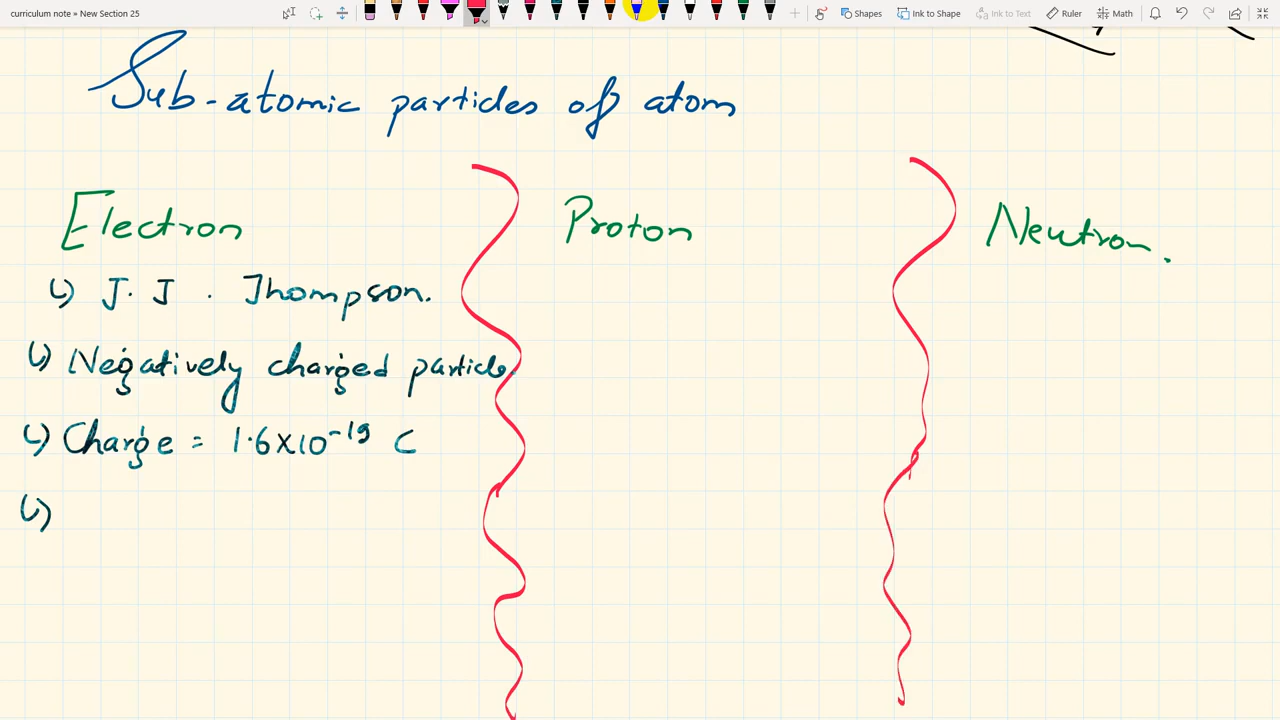 curriculum note » New Section 25
Shapes
Ink to Shape
Ink to Text
Ruler
Math
Sub-atomic particles of atom
Electron
Proton
Neutron.
J. J. Thompson.
Negatively charged particle.
Charge = 1.6×10⁻¹⁹ C